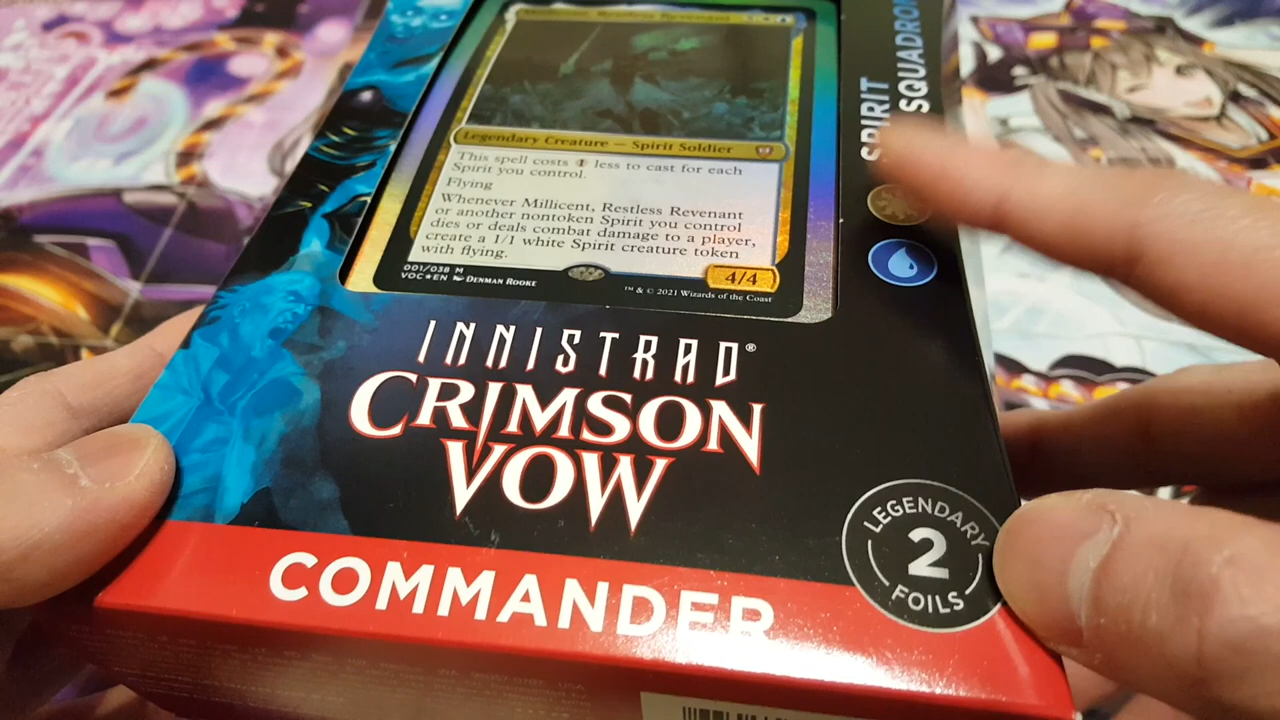 Millicent, Restless Revenant
Legendary Creature — Spirit Soldier
This spell costs 1 less to cast for each
Spirit you control.
Flying
Whenever Millicent, Restless Revenant
or another nontoken Spirit you control
dies or deals combat damage to a player,
create a 1/1 white Spirit creature token
with flying.
4/4
001/038 M
VOC★EN DENMAN ROOKE
™ & © 2021 Wizards of the Coast
SPIRIT
SQUADRON
INNISTRAD®
CRIMSON
VOW
LEGENDARY
2
FOILS
COMMANDER